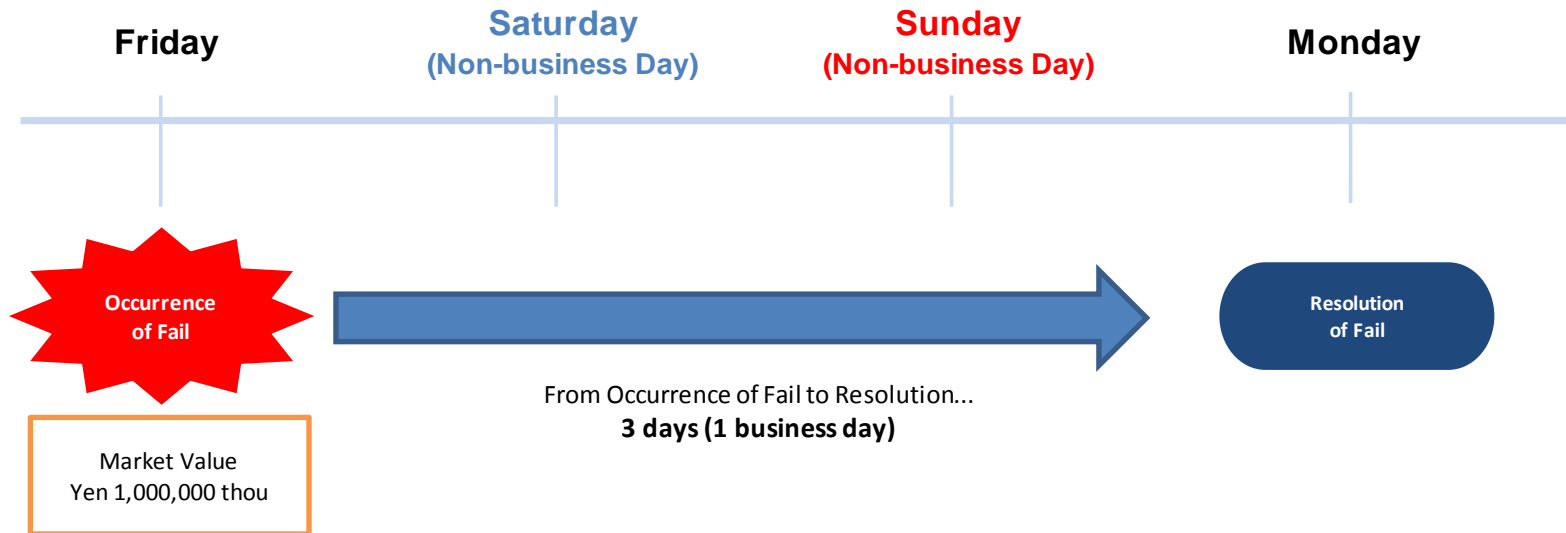 Friday
Saturday
(Non-business Day)
Sunday
(Non-business Day)
Monday
Occurrence
of Fail
Resolution
of Fail
From Occurrence of Fail to Resolution...
3 days (1 business day)
Market Value
Yen 1,000,000 thou